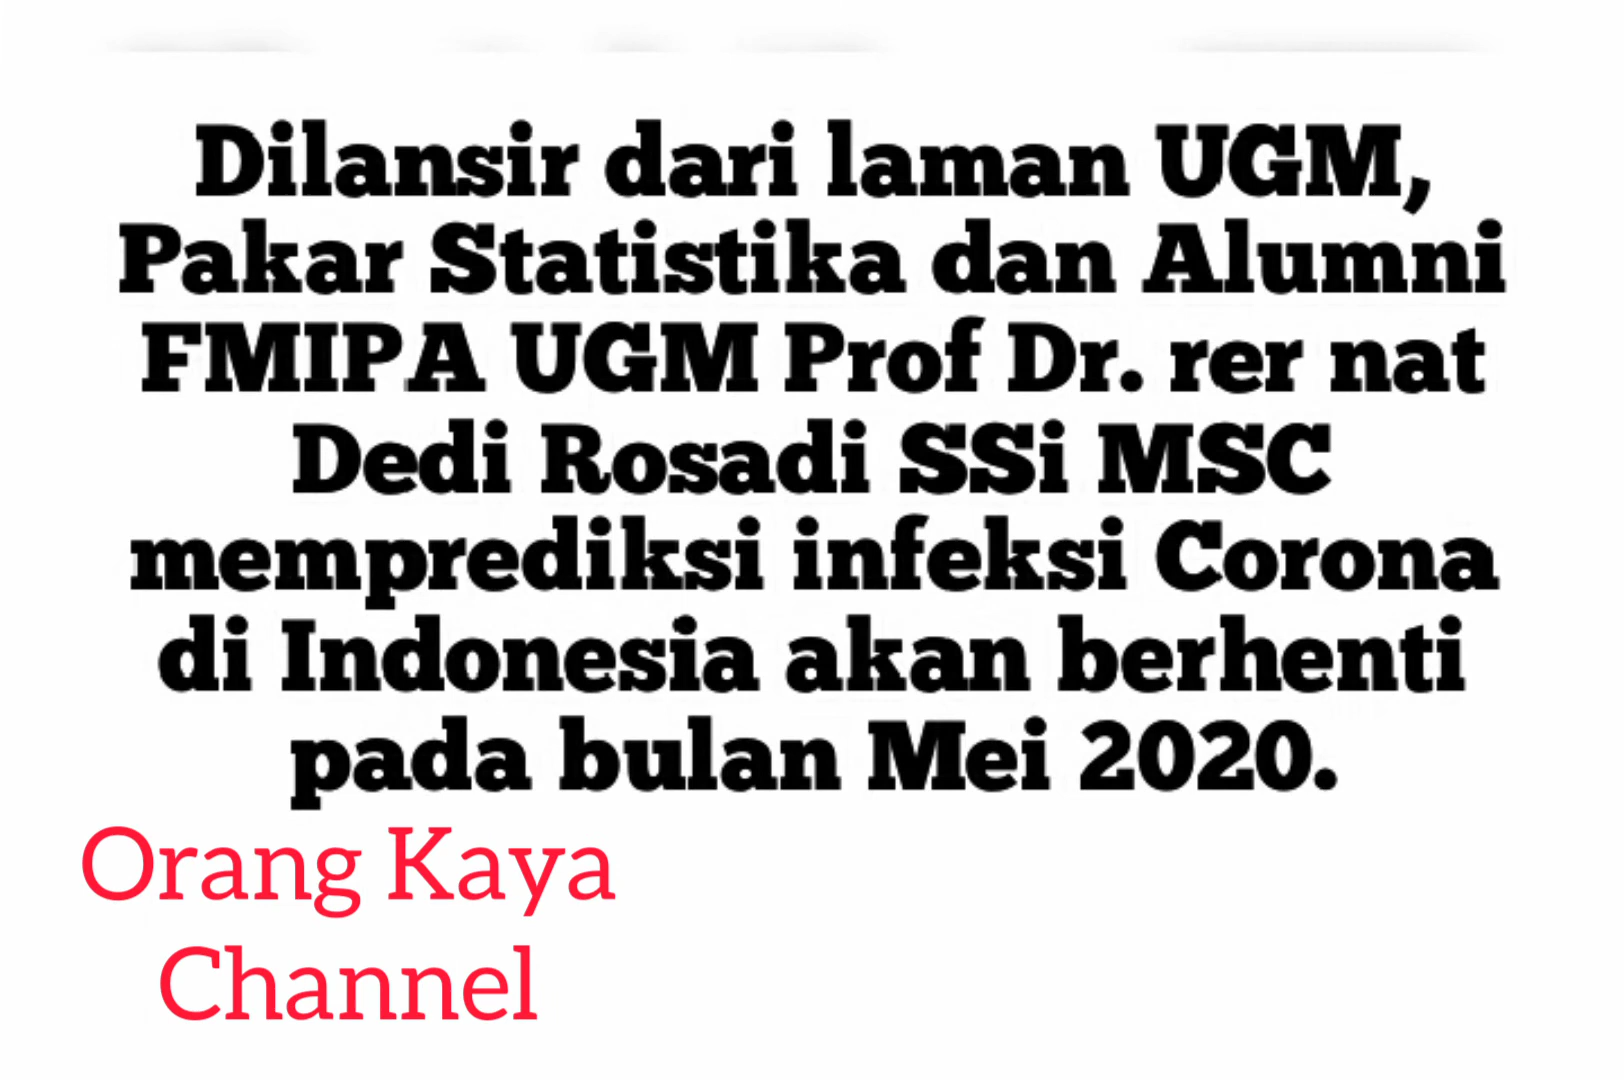 Dilansir dari laman UGM,
Pakar Statistika dan Alumni
FMIPA UGM Prof Dr. rer nat
Dedi Rosadi SSi MSC
memprediksi infeksi Corona
di Indonesia akan berhenti
pada bulan Mei 2020.
Orang Kaya
Channel